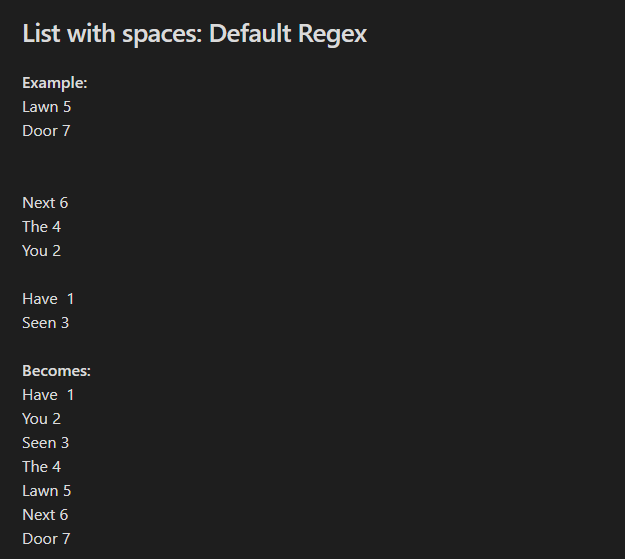 List with spaces: Default Regex
Example:
Lawn 5
Door 7
Next 6
The 4
You 2
Have  1
Seen 3
Becomes:
Have  1
You 2
Seen 3
The 4
Lawn 5
Next 6
Door 7